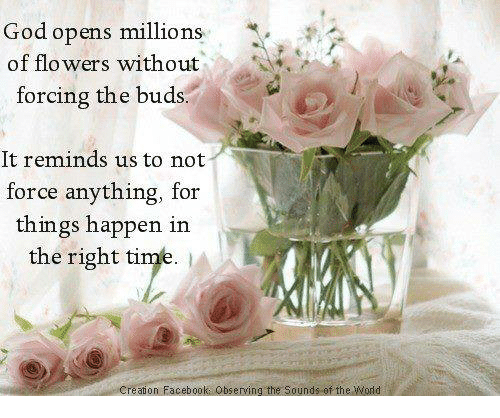 God opens millions
of flowers without
forcing the buds.
It reminds us to not
force anything, for
things happen in
the right time.
Creation Facebook: Observing the Sounds of the World